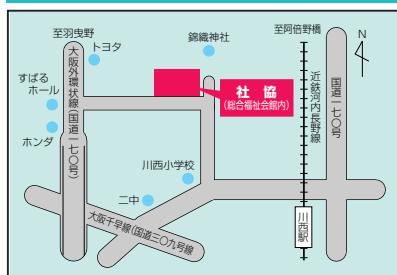 至羽曳野
トヨタ
錦織神社
至阿倍野橋
N
すばる
ホール
大阪外環状線(国道一七〇号)
社協
(総合福祉会館内)
近鉄河内長野線
国道一七〇号
ホンダ
川西小学校
二中
大阪千早線(国道三〇九号線)
川西駅